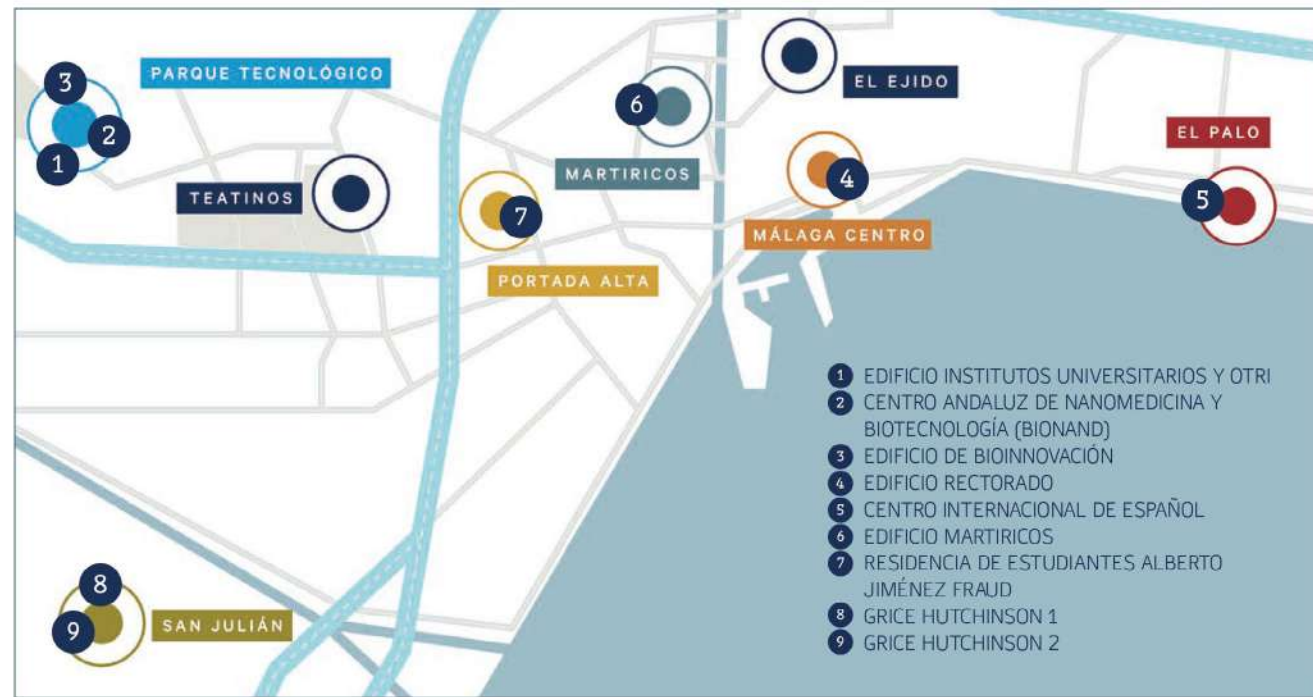 3
PARQUE TECNOLÓGICO
2
1
TEATINOS
6
MARTIRICOS
EL EJIDO
4
MÁLAGA CENTRO
EL PALO
5
7
PORTADA ALTA
8
9
SAN JULIÁN
1 EDIFICIO INSTITUTOS UNIVERSITARIOS Y OTRI
2 CENTRO ANDALUZ DE NANOMEDICINA Y
BIOTECNOLOGÍA (BIONAND)
3 EDIFICIO DE BIOINNOVACIÓN
4 EDIFICIO RECTORADO
5 CENTRO INTERNACIONAL DE ESPAÑOL
6 EDIFICIO MARTIRICOS
7 RESIDENCIA DE ESTUDIANTES ALBERTO
JIMÉNEZ FRAUD
8 GRICE HUTCHINSON 1
9 GRICE HUTCHINSON 2